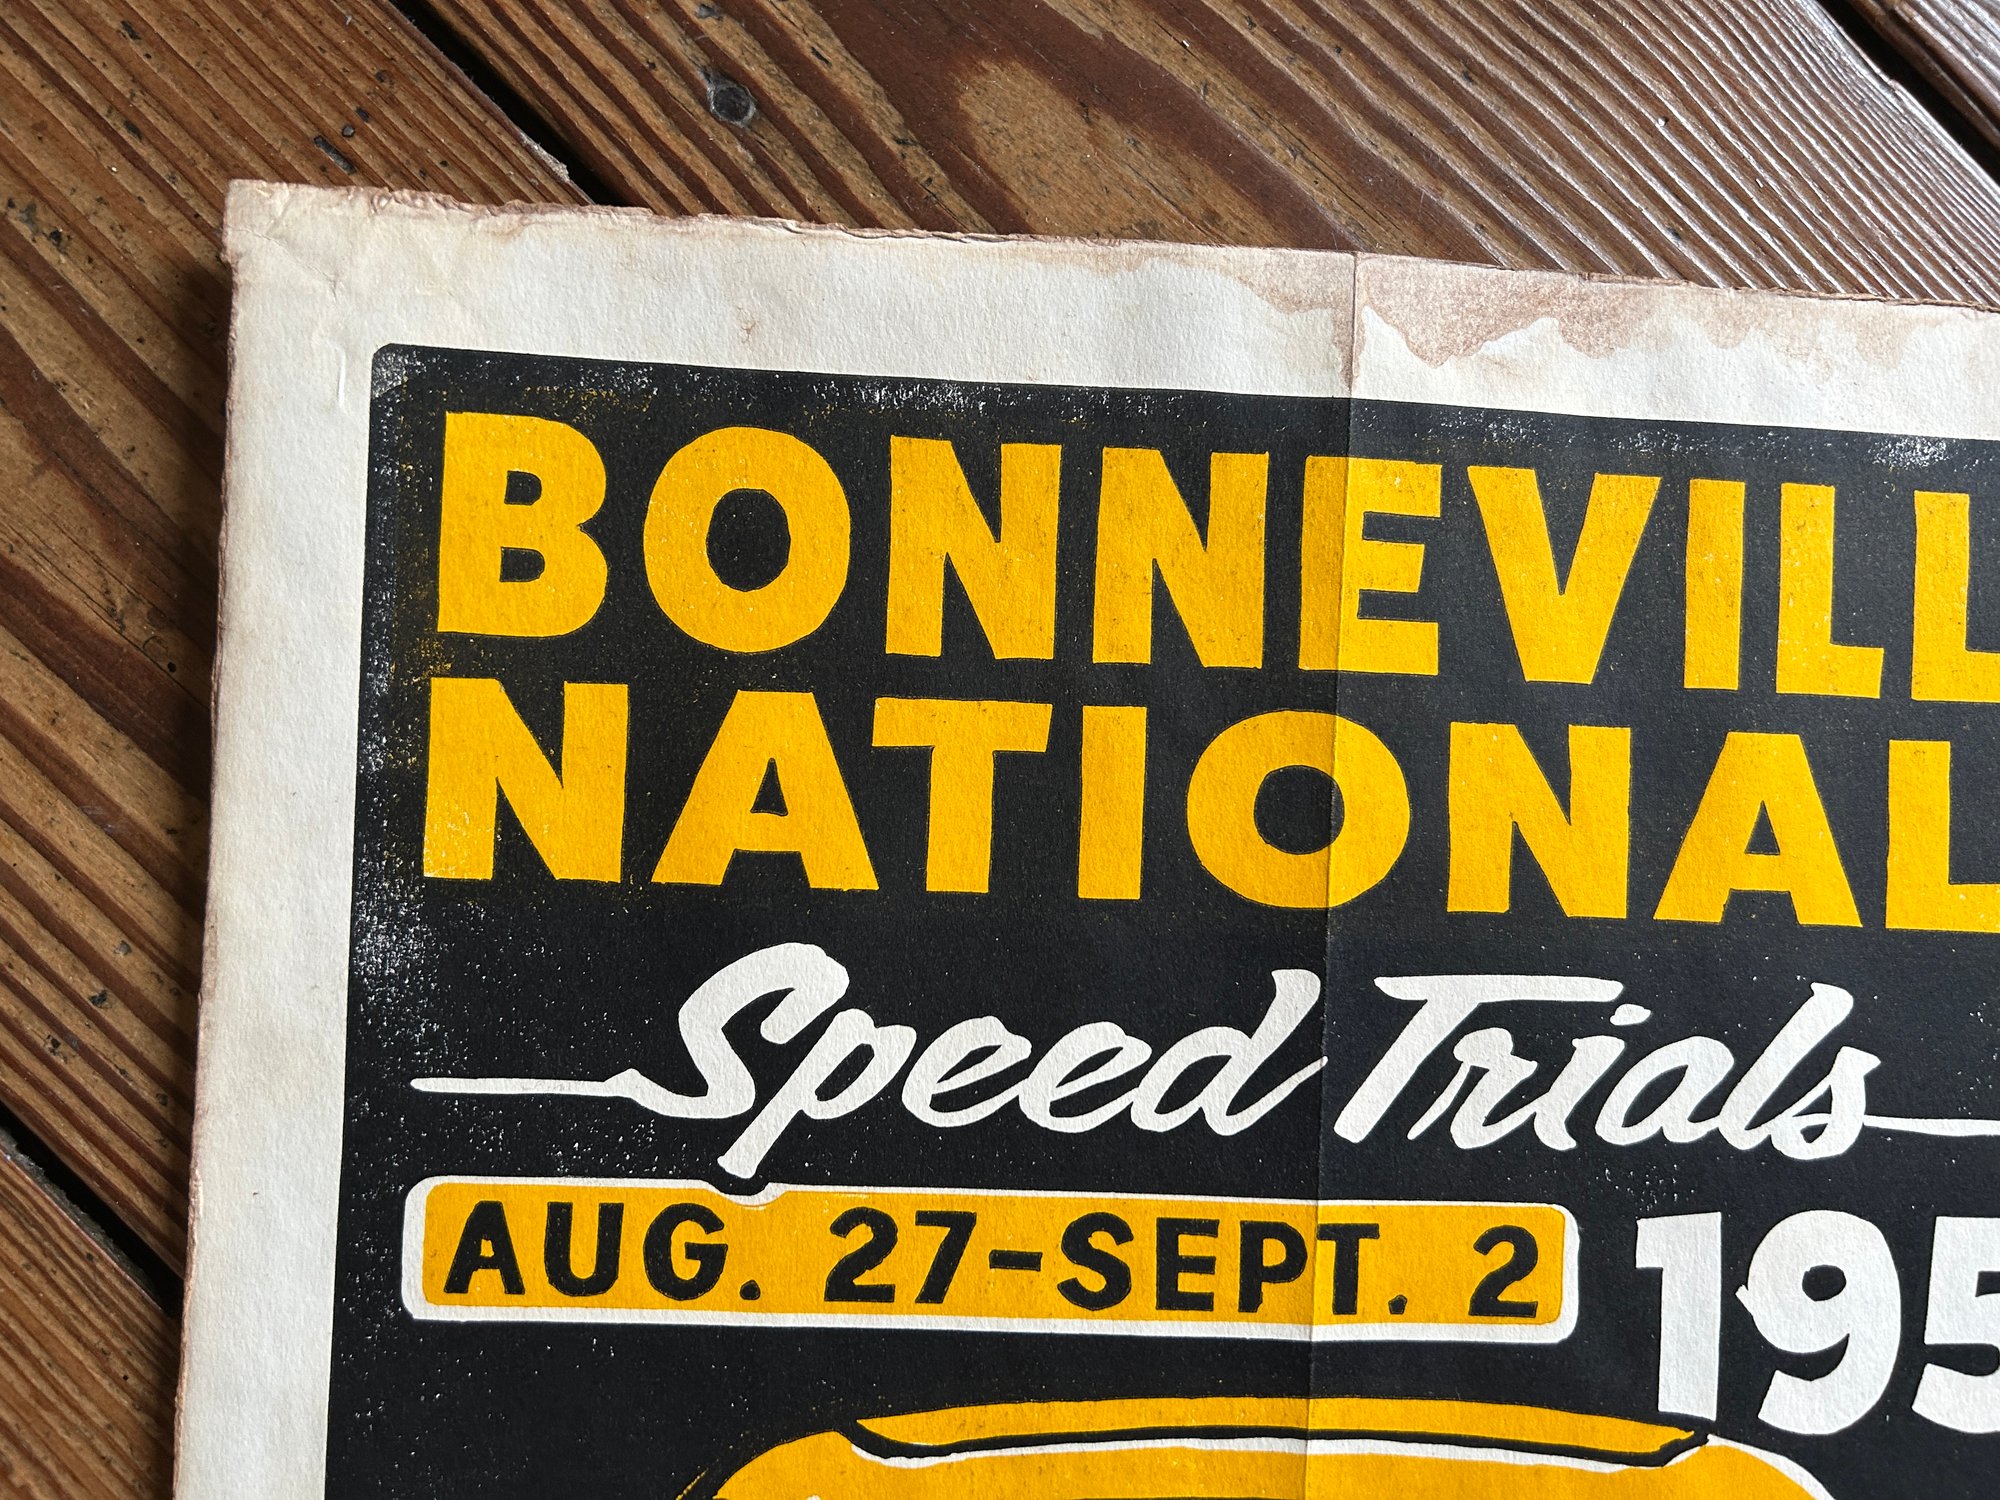 BONNEVILL
NATIONAL
Speed Trials
AUG. 27-SEPT. 2 195